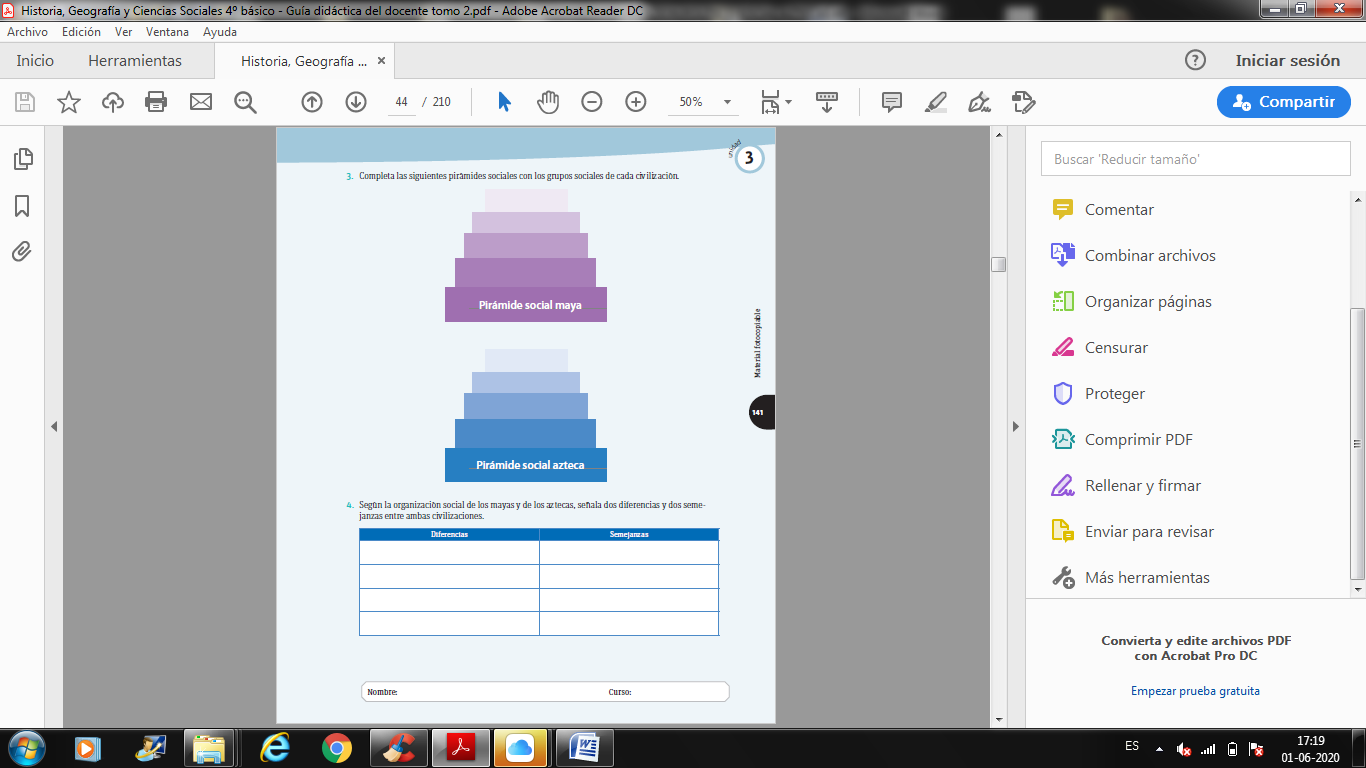 Historia, Geografía y Ciencias Sociales 4º básico - Guía didáctica del docente tomo 2.pdf - Adobe Acrobat Reader DC
Archivo Edición Ver Ventana Ayuda
Inicio Herramientas Historia, Geografía ... × ? Iniciar sesión
44 / 210 50% Compartir
unidad 3
3. Completa las siguientes pirámides sociales con los grupos sociales de cada civilización.
Pirámide social maya
Material fotocopiable
141
Pirámide social azteca
4. Según la organización social de los mayas y de los aztecas, señala dos diferencias y dos seme-
janzas entre ambas civilizaciones.
Diferencias Semejanzas
Nombre: Curso:
Buscar 'Reducir tamaño'
Comentar
Combinar archivos
Organizar páginas
Censurar
Proteger
Comprimir PDF
Rellenar y firmar
Enviar para revisar
Más herramientas
Convierta y edite archivos PDF
con Acrobat Pro DC
Empezar prueba gratuita
ES 17:19
01-06-2020